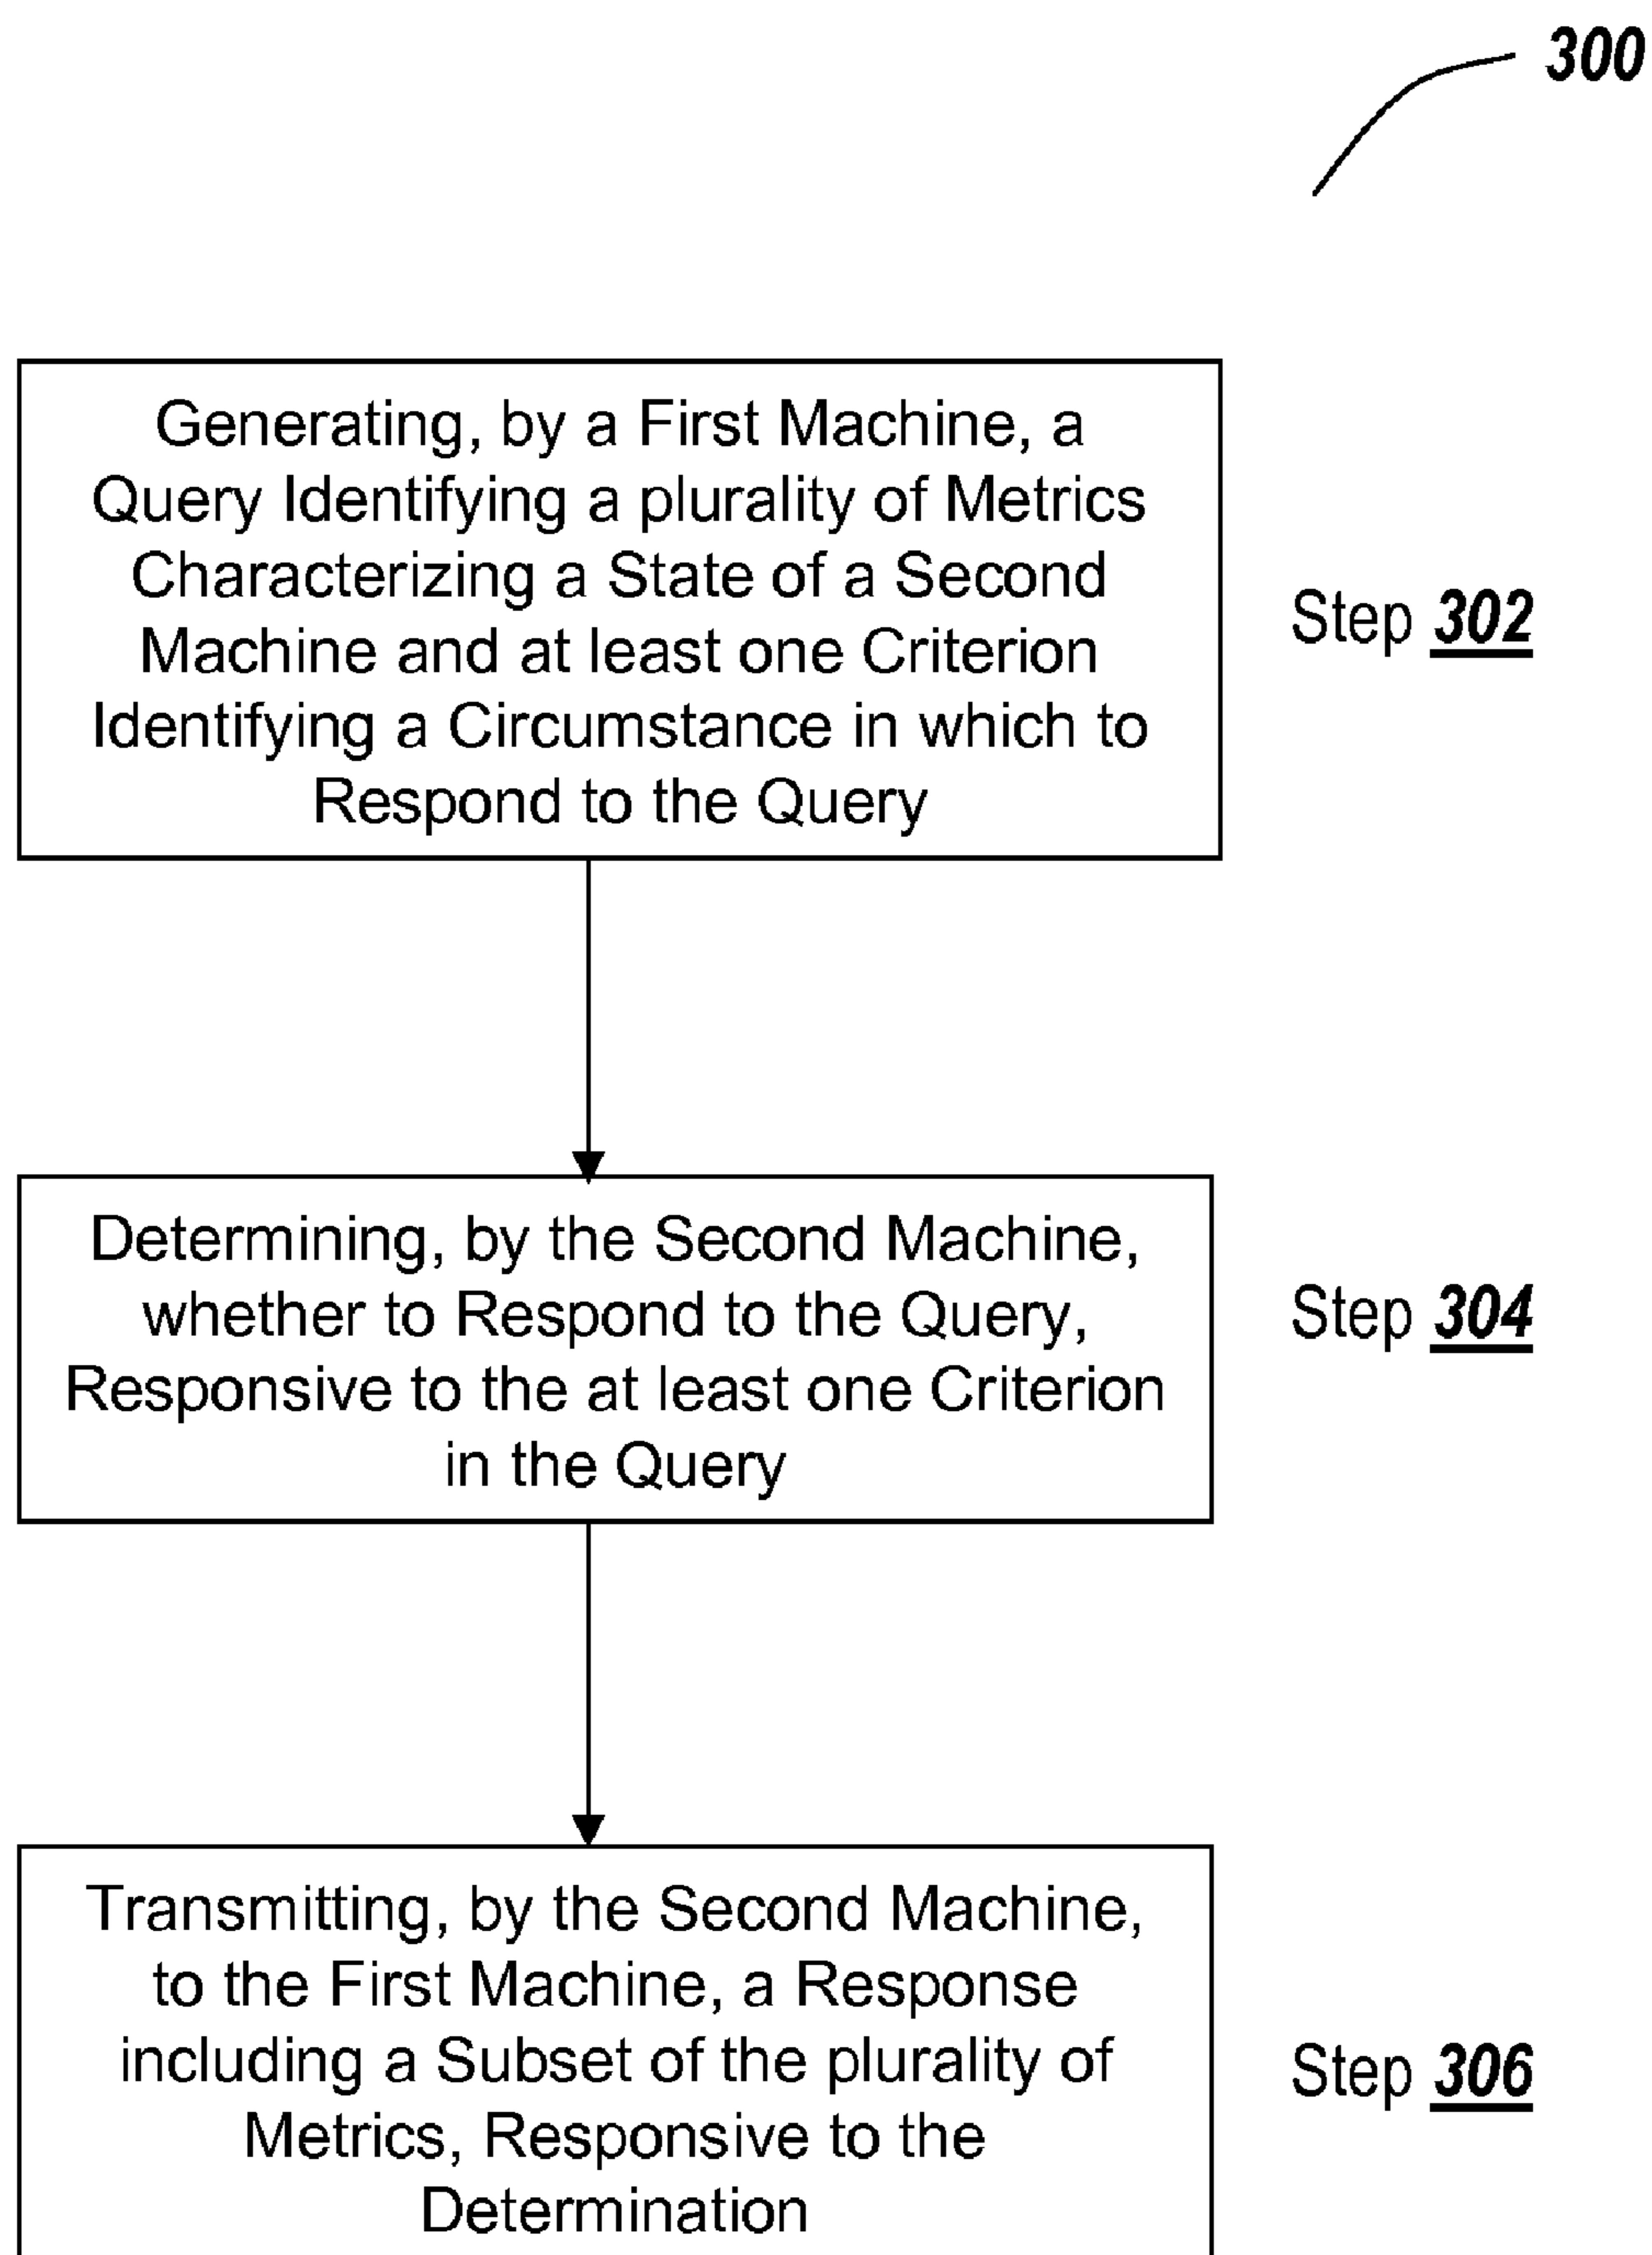 300
Generating, by a First Machine, a
Query Identifying a plurality of Metrics
Characterizing a State of a Second
Machine and at least one Criterion
Identifying a Circumstance in which to
Respond to the Query
Step 302
Determining, by the Second Machine,
whether to Respond to the Query,
Responsive to the at least one Criterion
in the Query
Step 304
Transmitting, by the Second Machine,
to the First Machine, a Response
including a Subset of the plurality of
Metrics, Responsive to the
Determination
Step 306